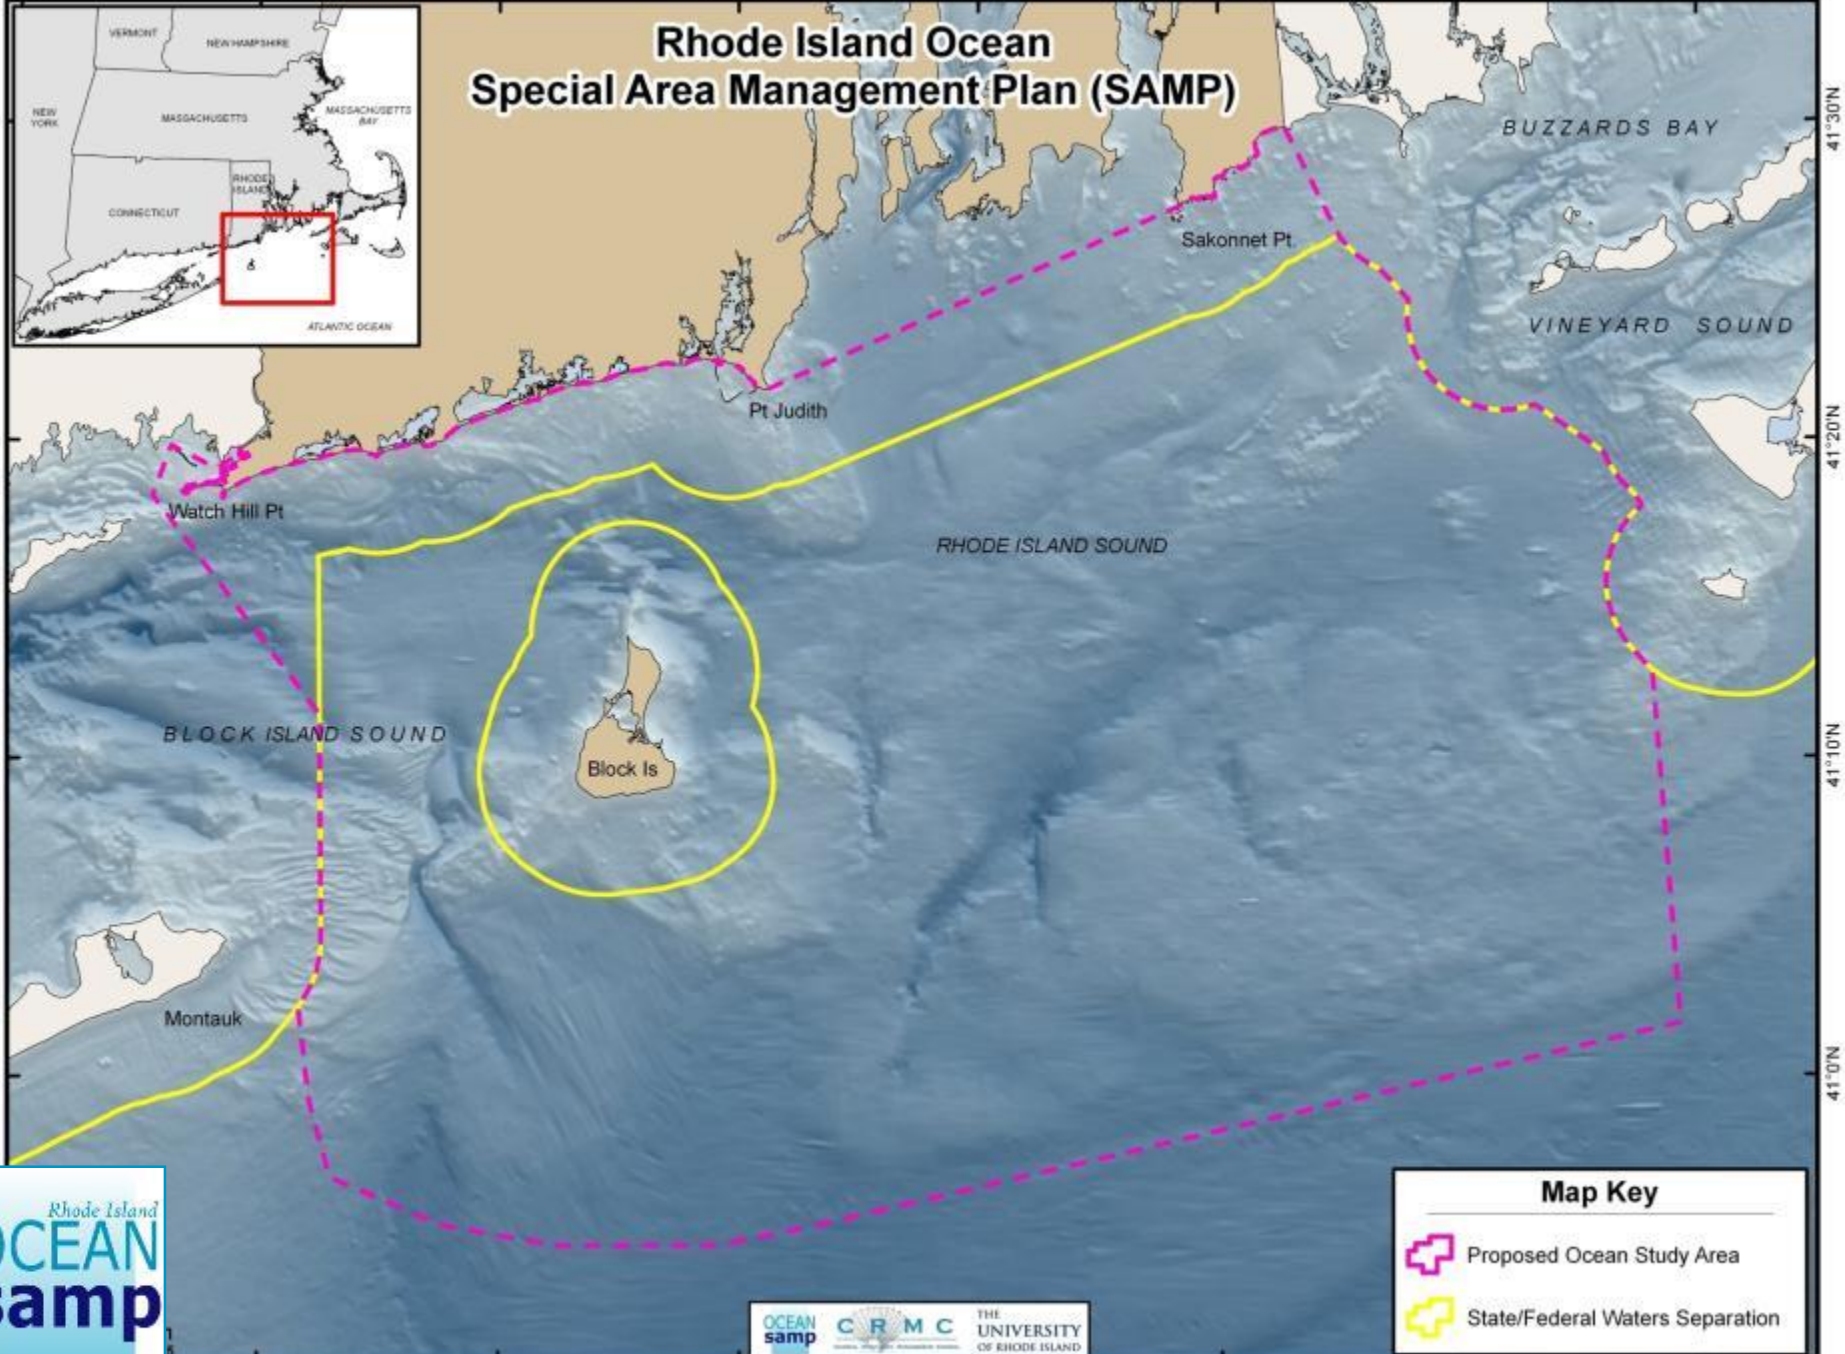 Rhode Island Ocean
Special Area Management Plan (SAMP)
VERMONT
NEW HAMPSHIRE
NEW
YORK
MASSACHUSETTS
MASSACHUSETTS
BAY
RHODE
ISLAND
CONNECTICUT
ATLANTIC OCEAN
BUZZARDS BAY
41°30'N
Sakonnet Pt
VINEYARD SOUND
Pt Judith
41°20'N
Watch Hill Pt
RHODE ISLAND SOUND
BLOCK ISLAND SOUND
41°10'N
Block Is
Montauk
41°0'N
Rhode Island
OCEAN
samp
Map Key
Proposed Ocean Study Area
State/Federal Waters Separation
OCEAN
samp
CRMC
THE
UNIVERSITY
OF RHODE ISLAND